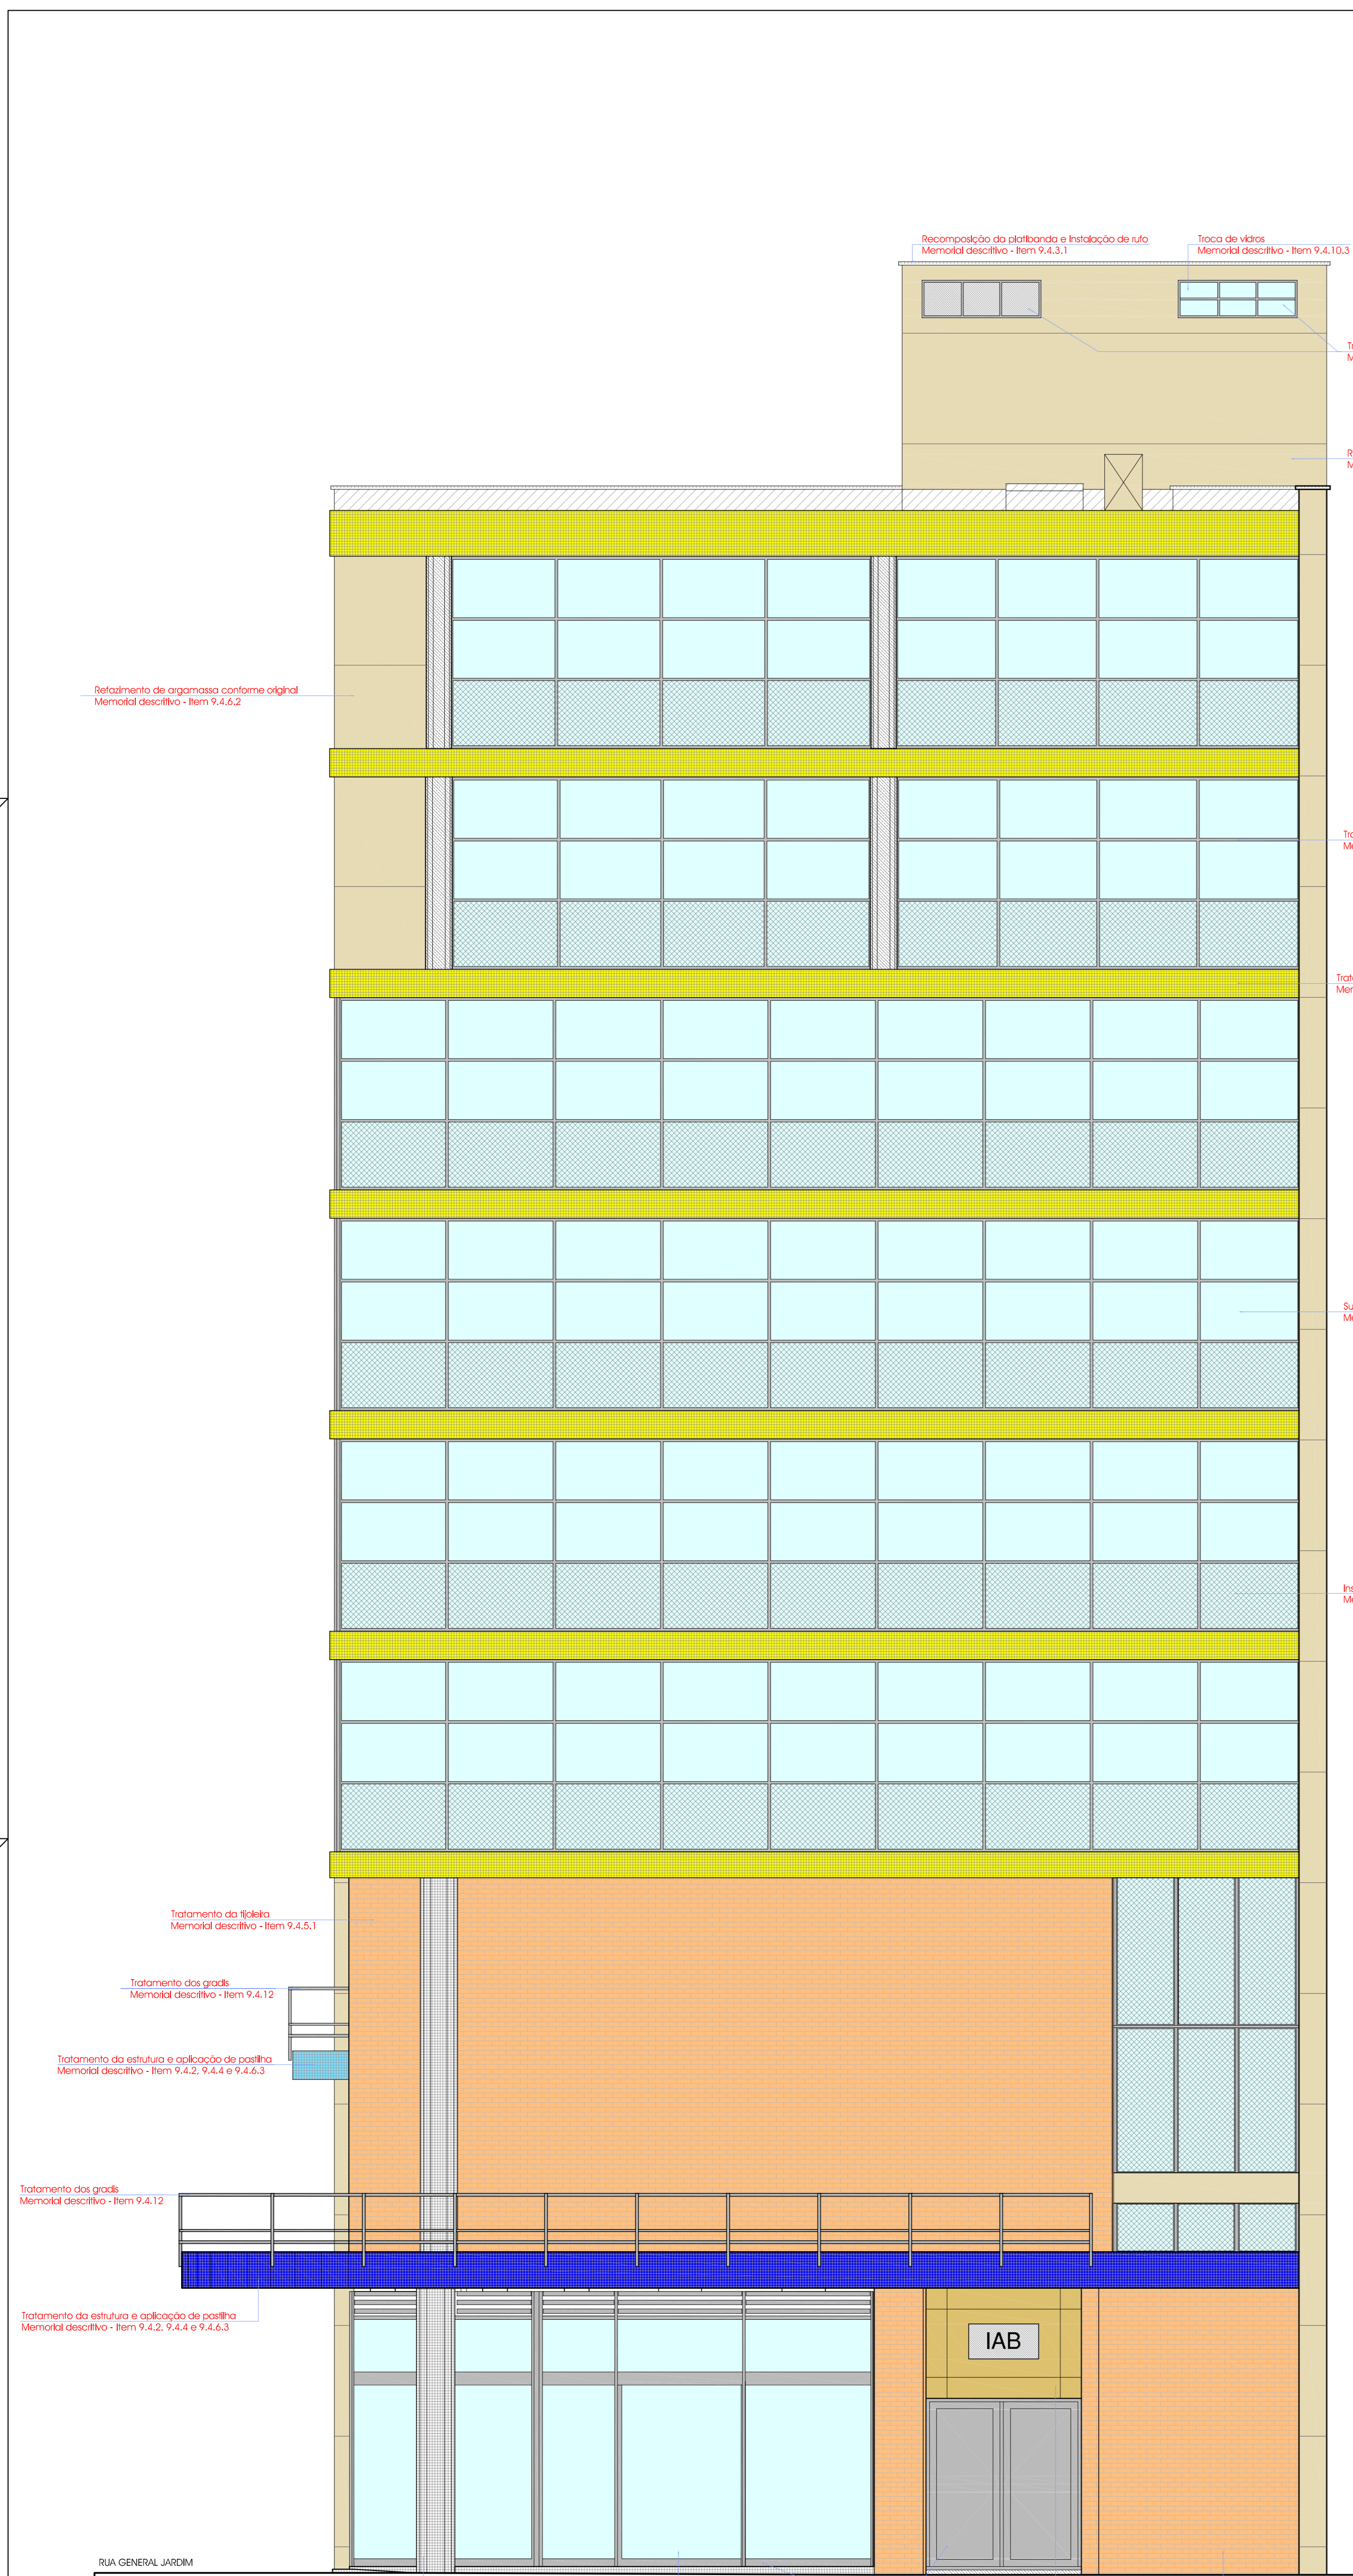 Recomposição da platibanda e instalação de rufo
Memorial descritivo - Item 9.4.3.1
Troca de vidros
Memorial descritivo - Item 9.4.10.3
Refazimento de argamassa conforme original
Memorial descritivo - Item 9.4.6.2
Tratamento da tijoleira
Memorial descritivo - Item 9.4.5.1
Tratamento dos gradis
Memorial descritivo - Item 9.4.12
Tratamento da estrutura e aplicação de pastilha
Memorial descritivo - Item 9.4.2, 9.4.4 e 9.4.6.3
Tratamento dos gradis
Memorial descritivo - Item 9.4.12
Tratamento da estrutura e aplicação de pastilha
Memorial descritivo - Item 9.4.2, 9.4.4 e 9.4.6.3
IAB
RUA GENERAL JARDIM